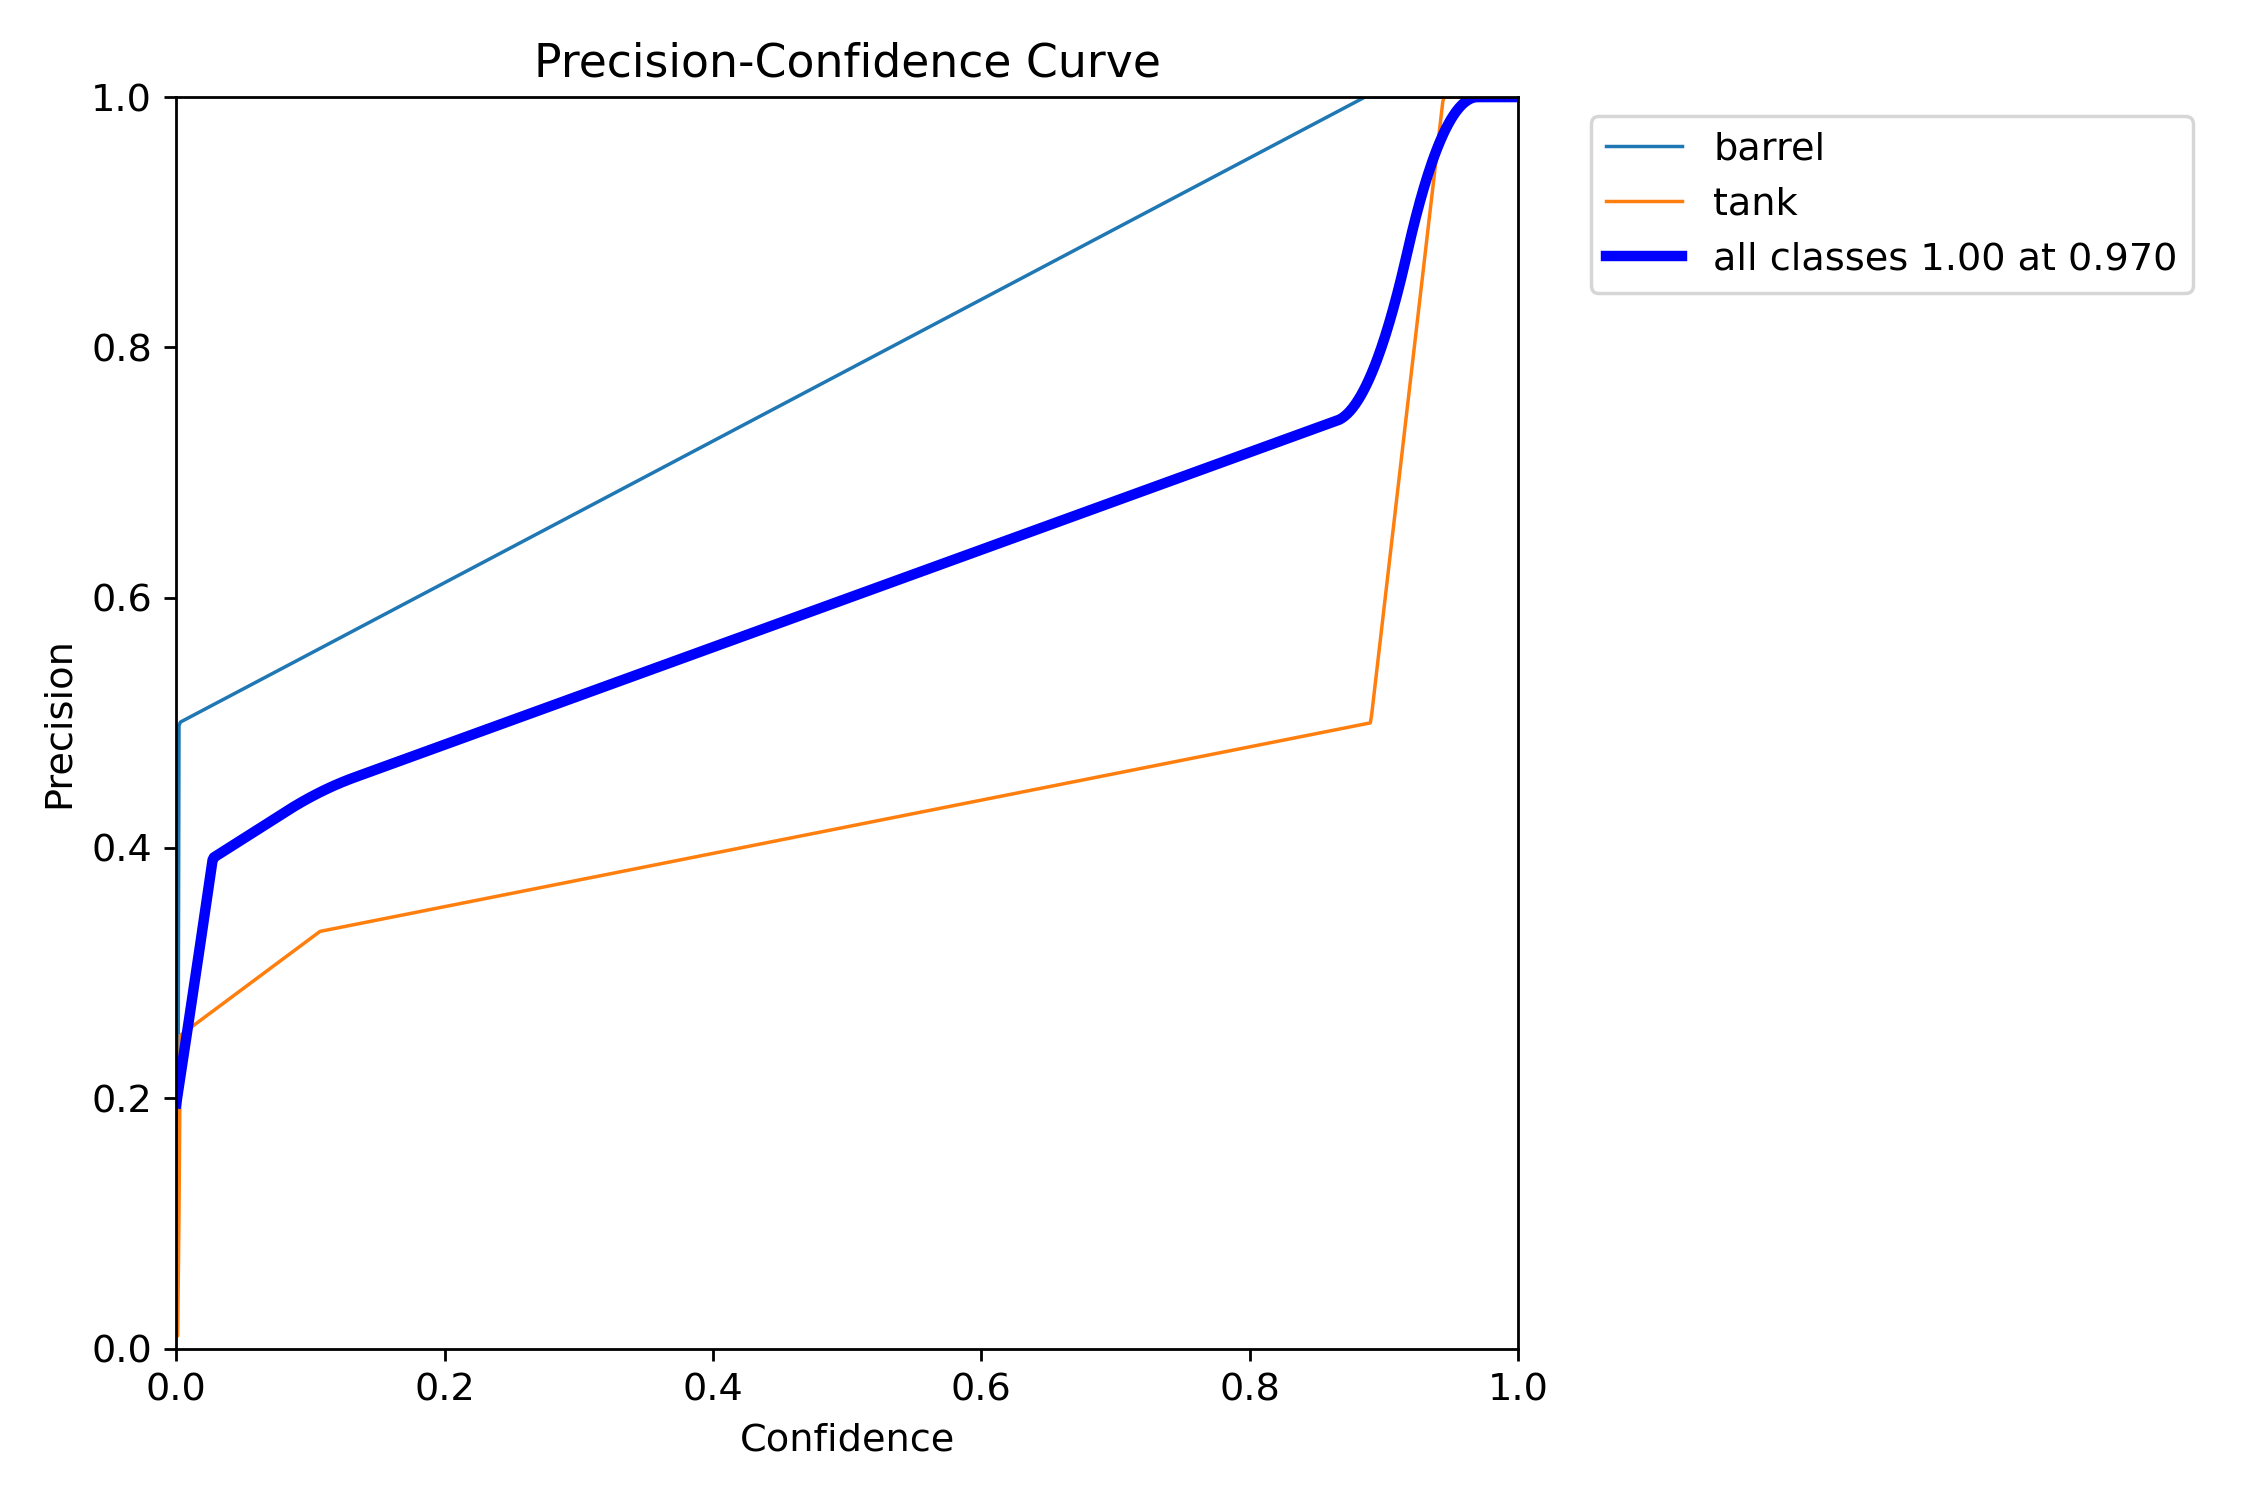 Precision-Confidence Curve
1.0
0.8
0.6
0.4
0.2
0.0
Precision
0.0 0.2 0.4 0.6 0.8 1.0
Confidence
barrel
tank
all classes 1.00 at 0.970